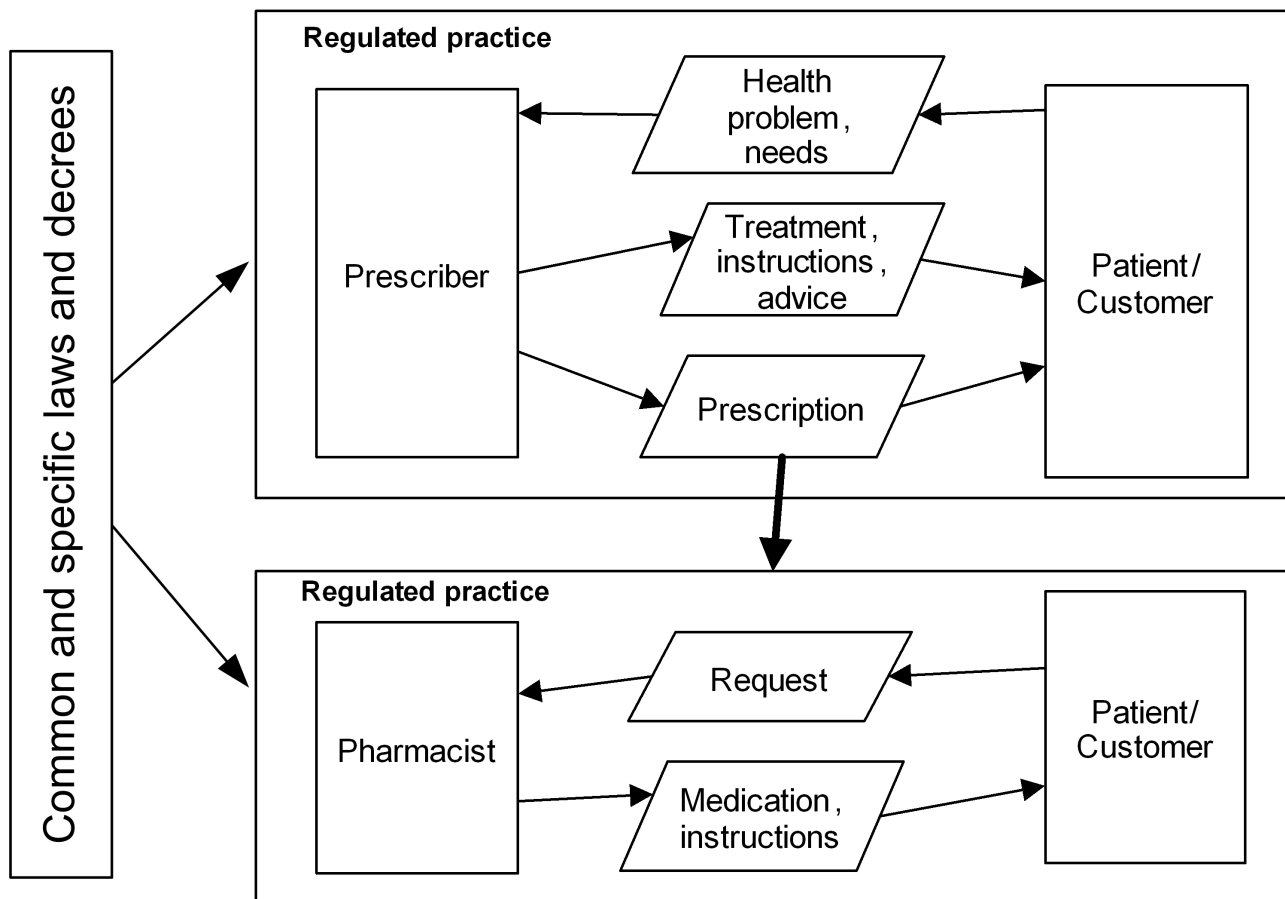 Common and specific laws and decrees
Regulated practice
Prescriber
Health
problem,
needs
Treatment,
instructions,
advice
Prescription
Patient/
Customer
Regulated practice
Pharmacist
Request
Medication,
instructions
Patient/
Customer